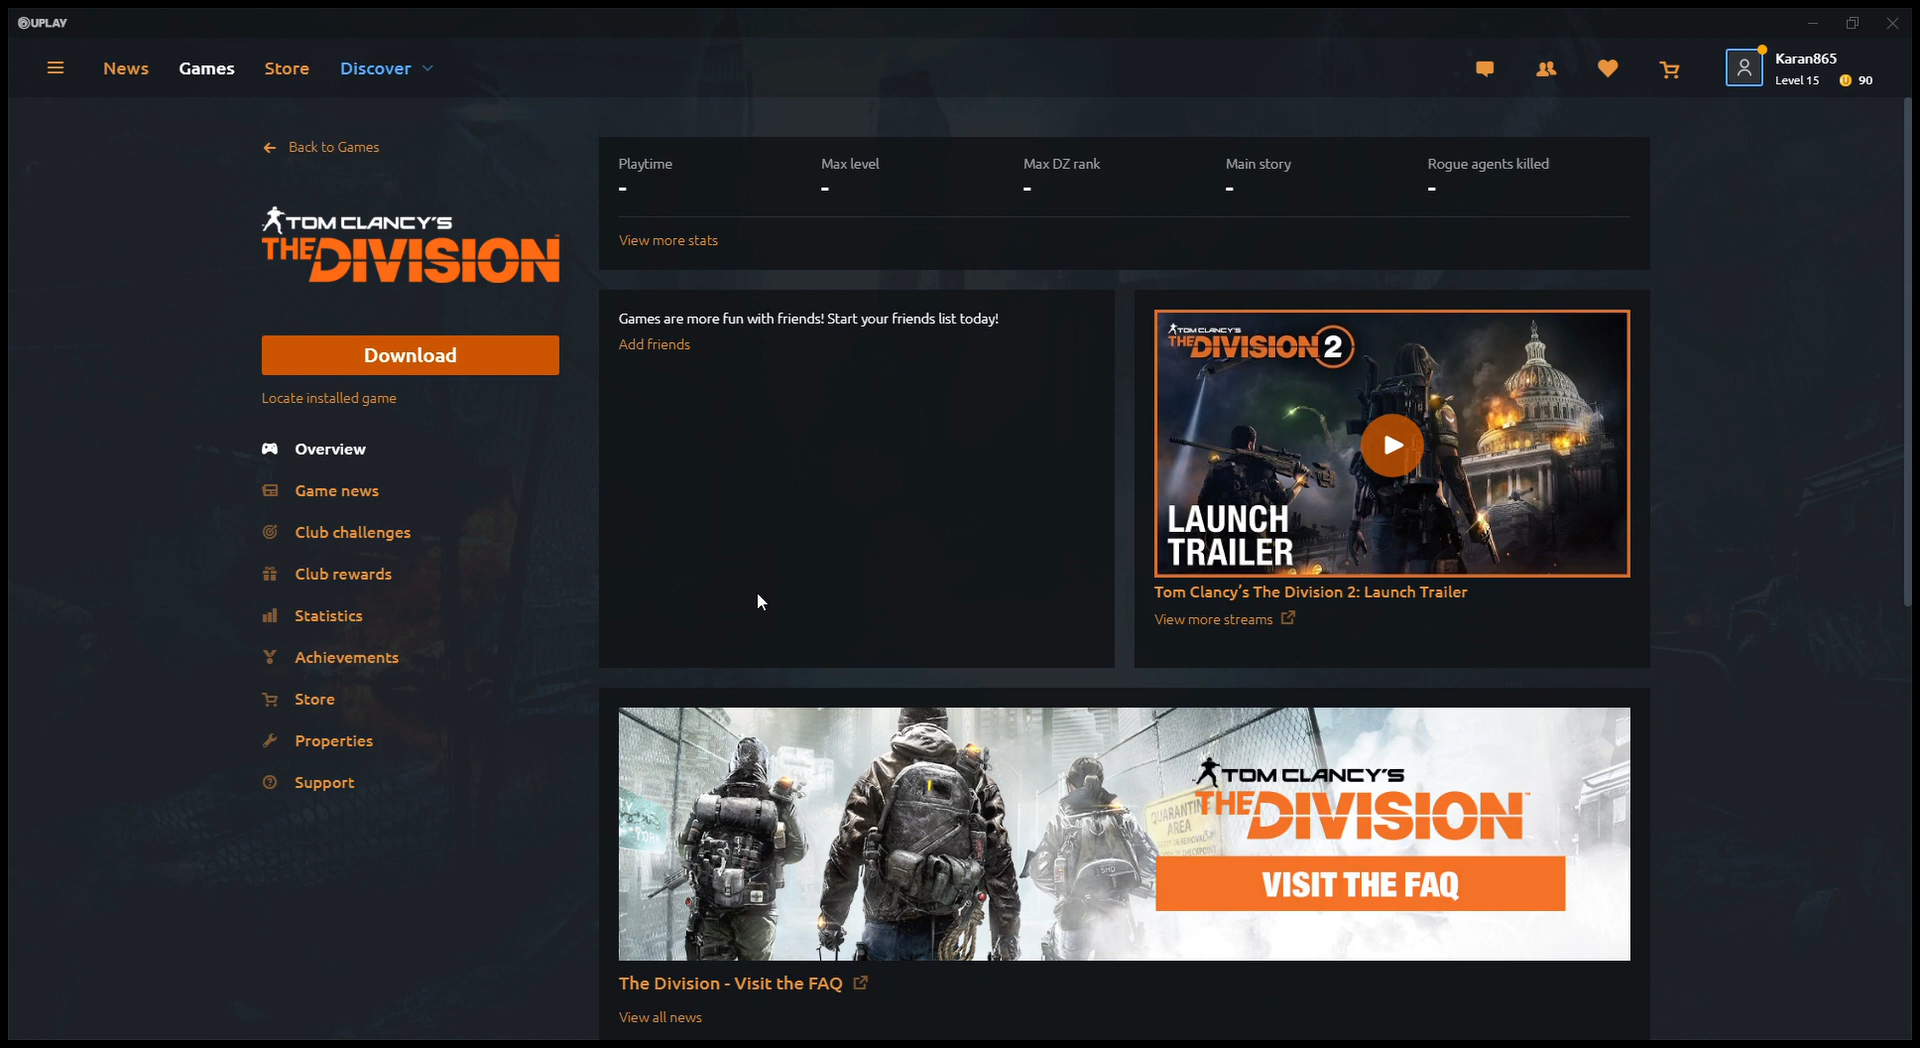 UPLAY
News
Games
Store
Discover
Karan865
Level 15
90
Back to Games
TOM CLANCY'S
THE DIVISION
Download
Locate installed game
Overview
Game news
Club challenges
Club rewards
Statistics
Achievements
Store
Properties
Support
Playtime
-
Max level
-
Max DZ rank
-
Main story
-
Rogue agents killed
-
View more stats
Games are more fun with friends! Start your friends list today!
Add friends
TOM CLANCY'S
THE DIVISION 2
LAUNCH
TRAILER
Tom Clancy's The Division 2: Launch Trailer
View more streams
QUARANTINE
AREA
SHD
TOM CLANCY'S
THE DIVISION™
VISIT THE FAQ
The Division - Visit the FAQ
View all news